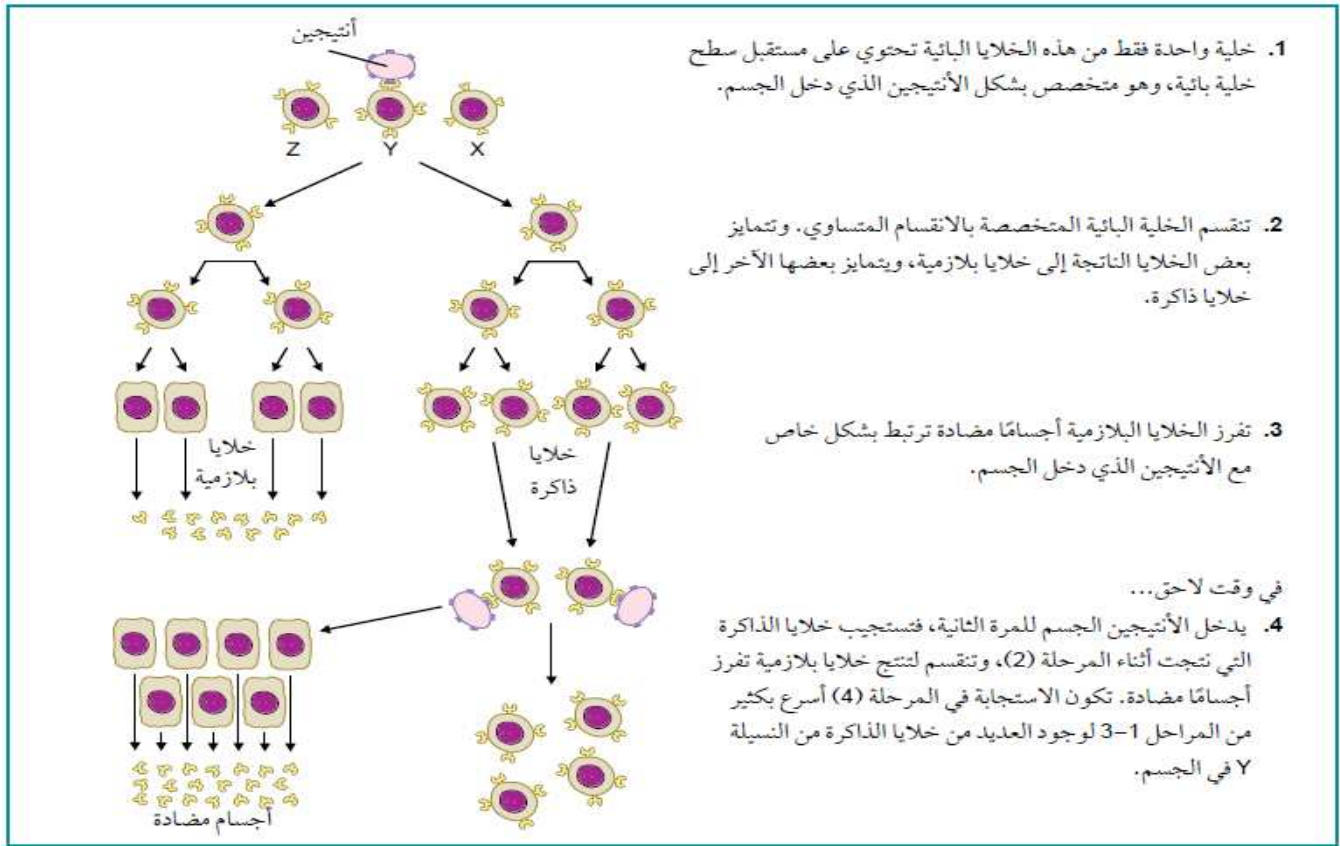 أنتيجين
1. خلية واحدة فقط من هذه الخلايا البائية تحتوي على مستقبل سطح
خلية بائية، وهو متخصص بشكل الأنتيجين الذي دخل الجسم.
Z Y X
2. تنقسم الخلية البائية المتخصصة بالانقسام المتساوي. وتتمايز
بعض الخلايا الناتجة إلى خلايا بلازمية، ويتمايز بعضها الآخر إلى
خلايا ذاكرة.
خلايا
بلازمية
خلايا
ذاكرة
3. تفرز الخلايا البلازمية أجسامًا مضادة ترتبط بشكل خاص
مع الأنتيجين الذي دخل الجسم.
في وقت لاحق...
4. يدخل الأنتيجين الجسم للمرة الثانية، فتستجيب خلايا الذاكرة
التي نتجت أثناء المرحلة (2)، وتنقسم لتنتج خلايا بلازمية تفرز
أجسامًا مضادة. تكون الاستجابة في المرحلة (4) أسرع بكثير
من المراحل 1–3 لوجود العديد من خلايا الذاكرة من النسيلة
Y في الجسم.
أجسام مضادة